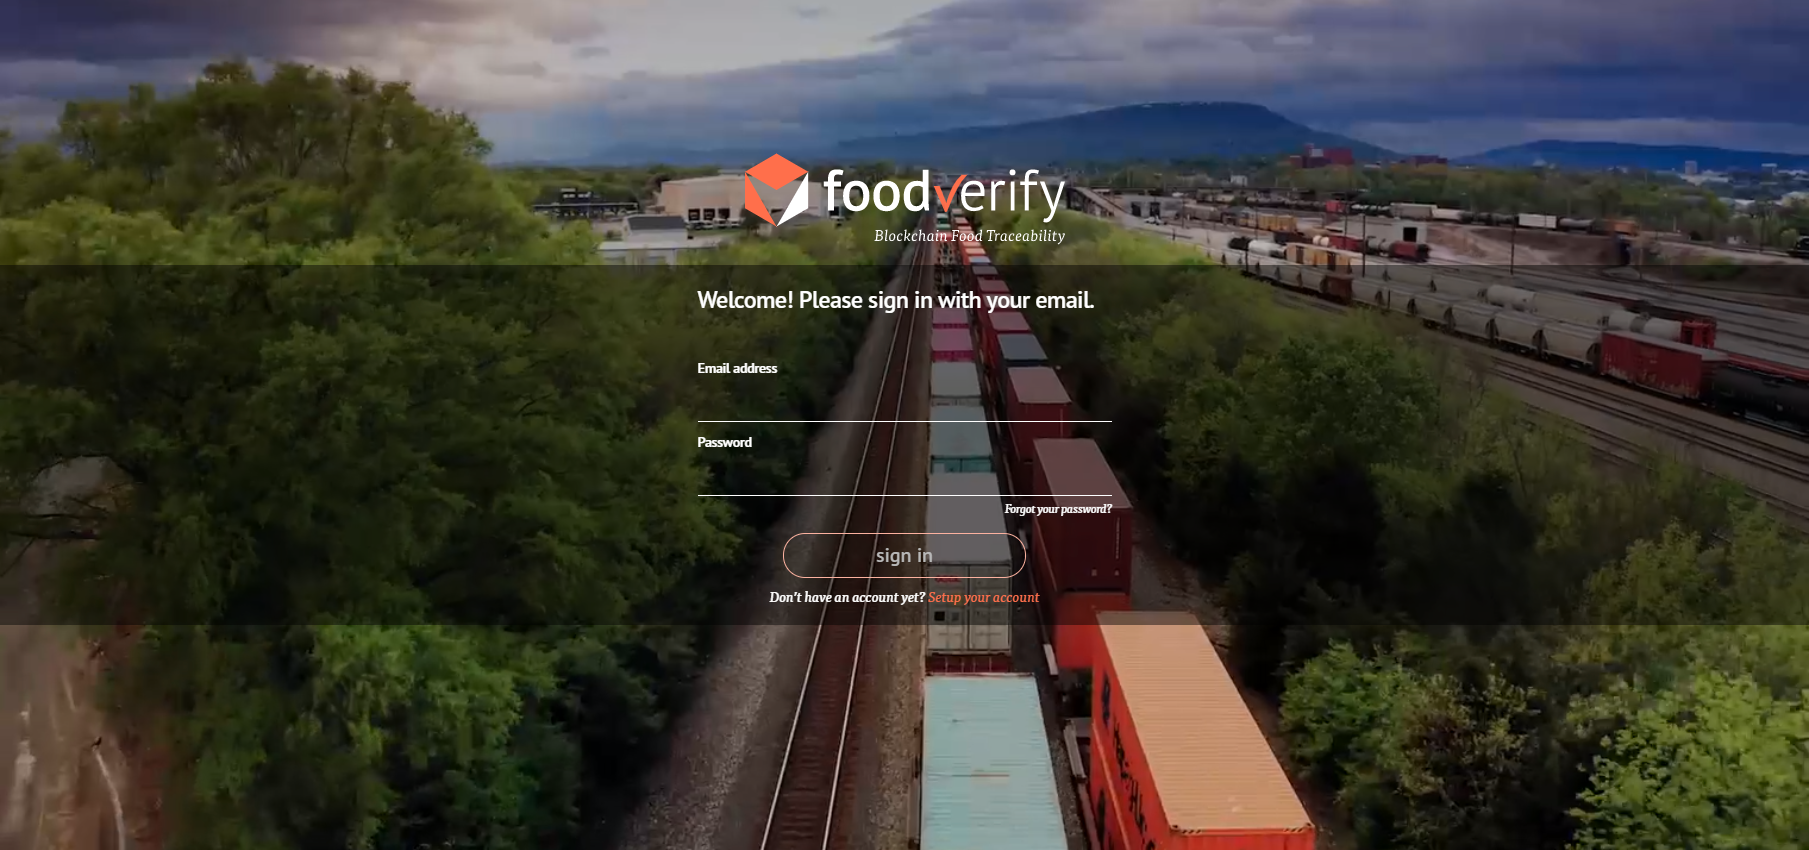 foodverify
Blockchain Food Traceability
Welcome! Please sign in with your email.
Email address
Password
Forgot your password?
sign in
Don't have an account yet? Setup your account